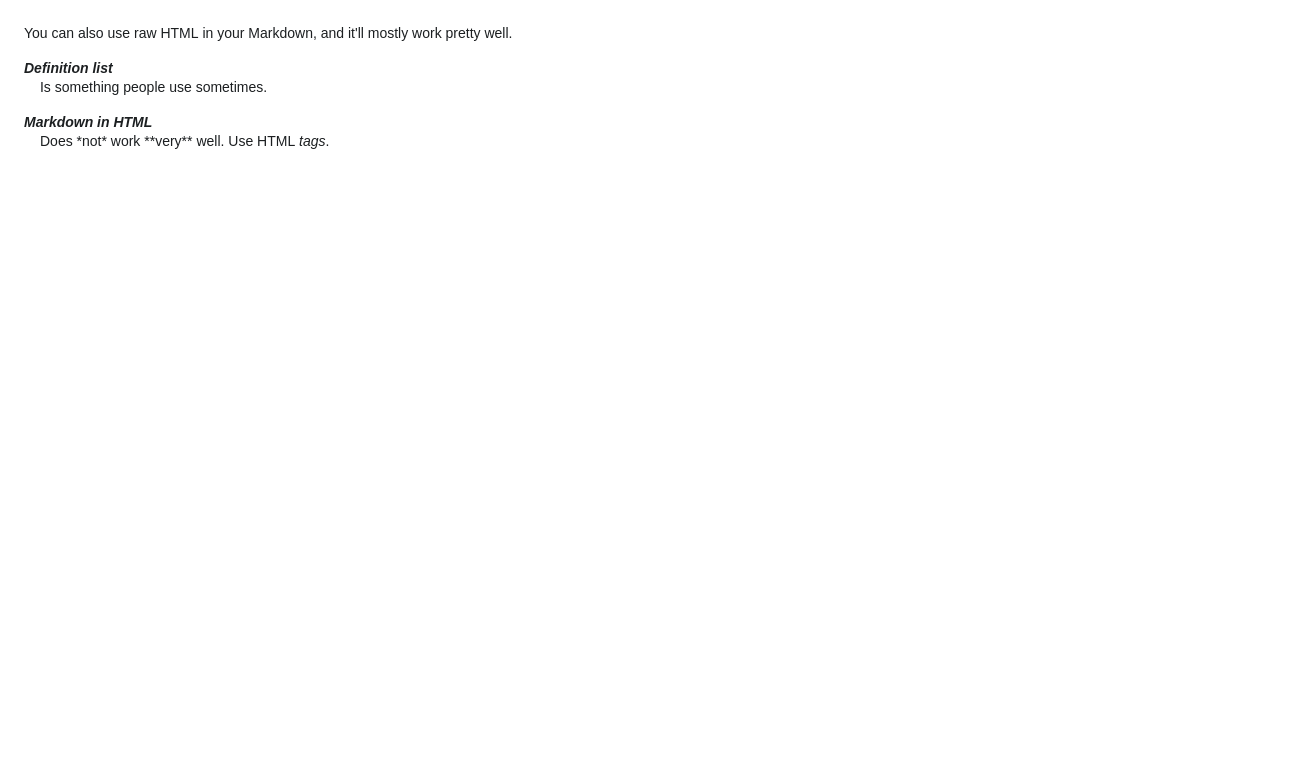 You can also use raw HTML in your Markdown, and it'll mostly work pretty well.
Definition list
Is something people use sometimes.
Markdown in HTML
Does *not* work **very** well. Use HTML tags.